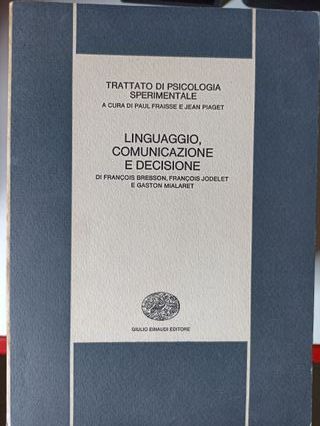 TRATTATO DI PSICOLOGIA
SPERIMENTALE
A CURA DI PAUL FRAISSE E JEAN PIAGET
LINGUAGGIO,
COMUNICAZIONE
E DECISIONE
DI FRANÇOIS BRESSON, FRANÇOIS JODELET
E GASTON MIALARET
GIULIO EINAUDI EDITORE